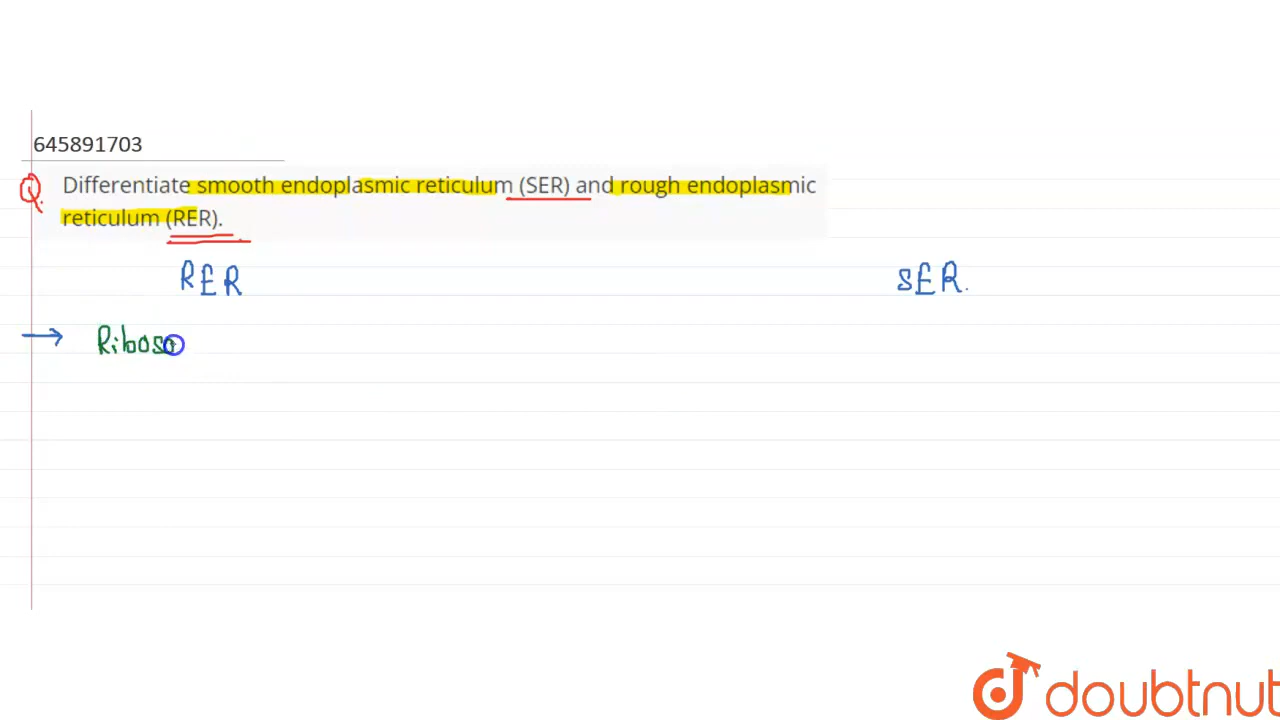 645891703
Q. Differentiate smooth endoplasmic reticulum (SER) and rough endoplasmic
reticulum (RER).
RER SER.
→ Riboso
doubtnut